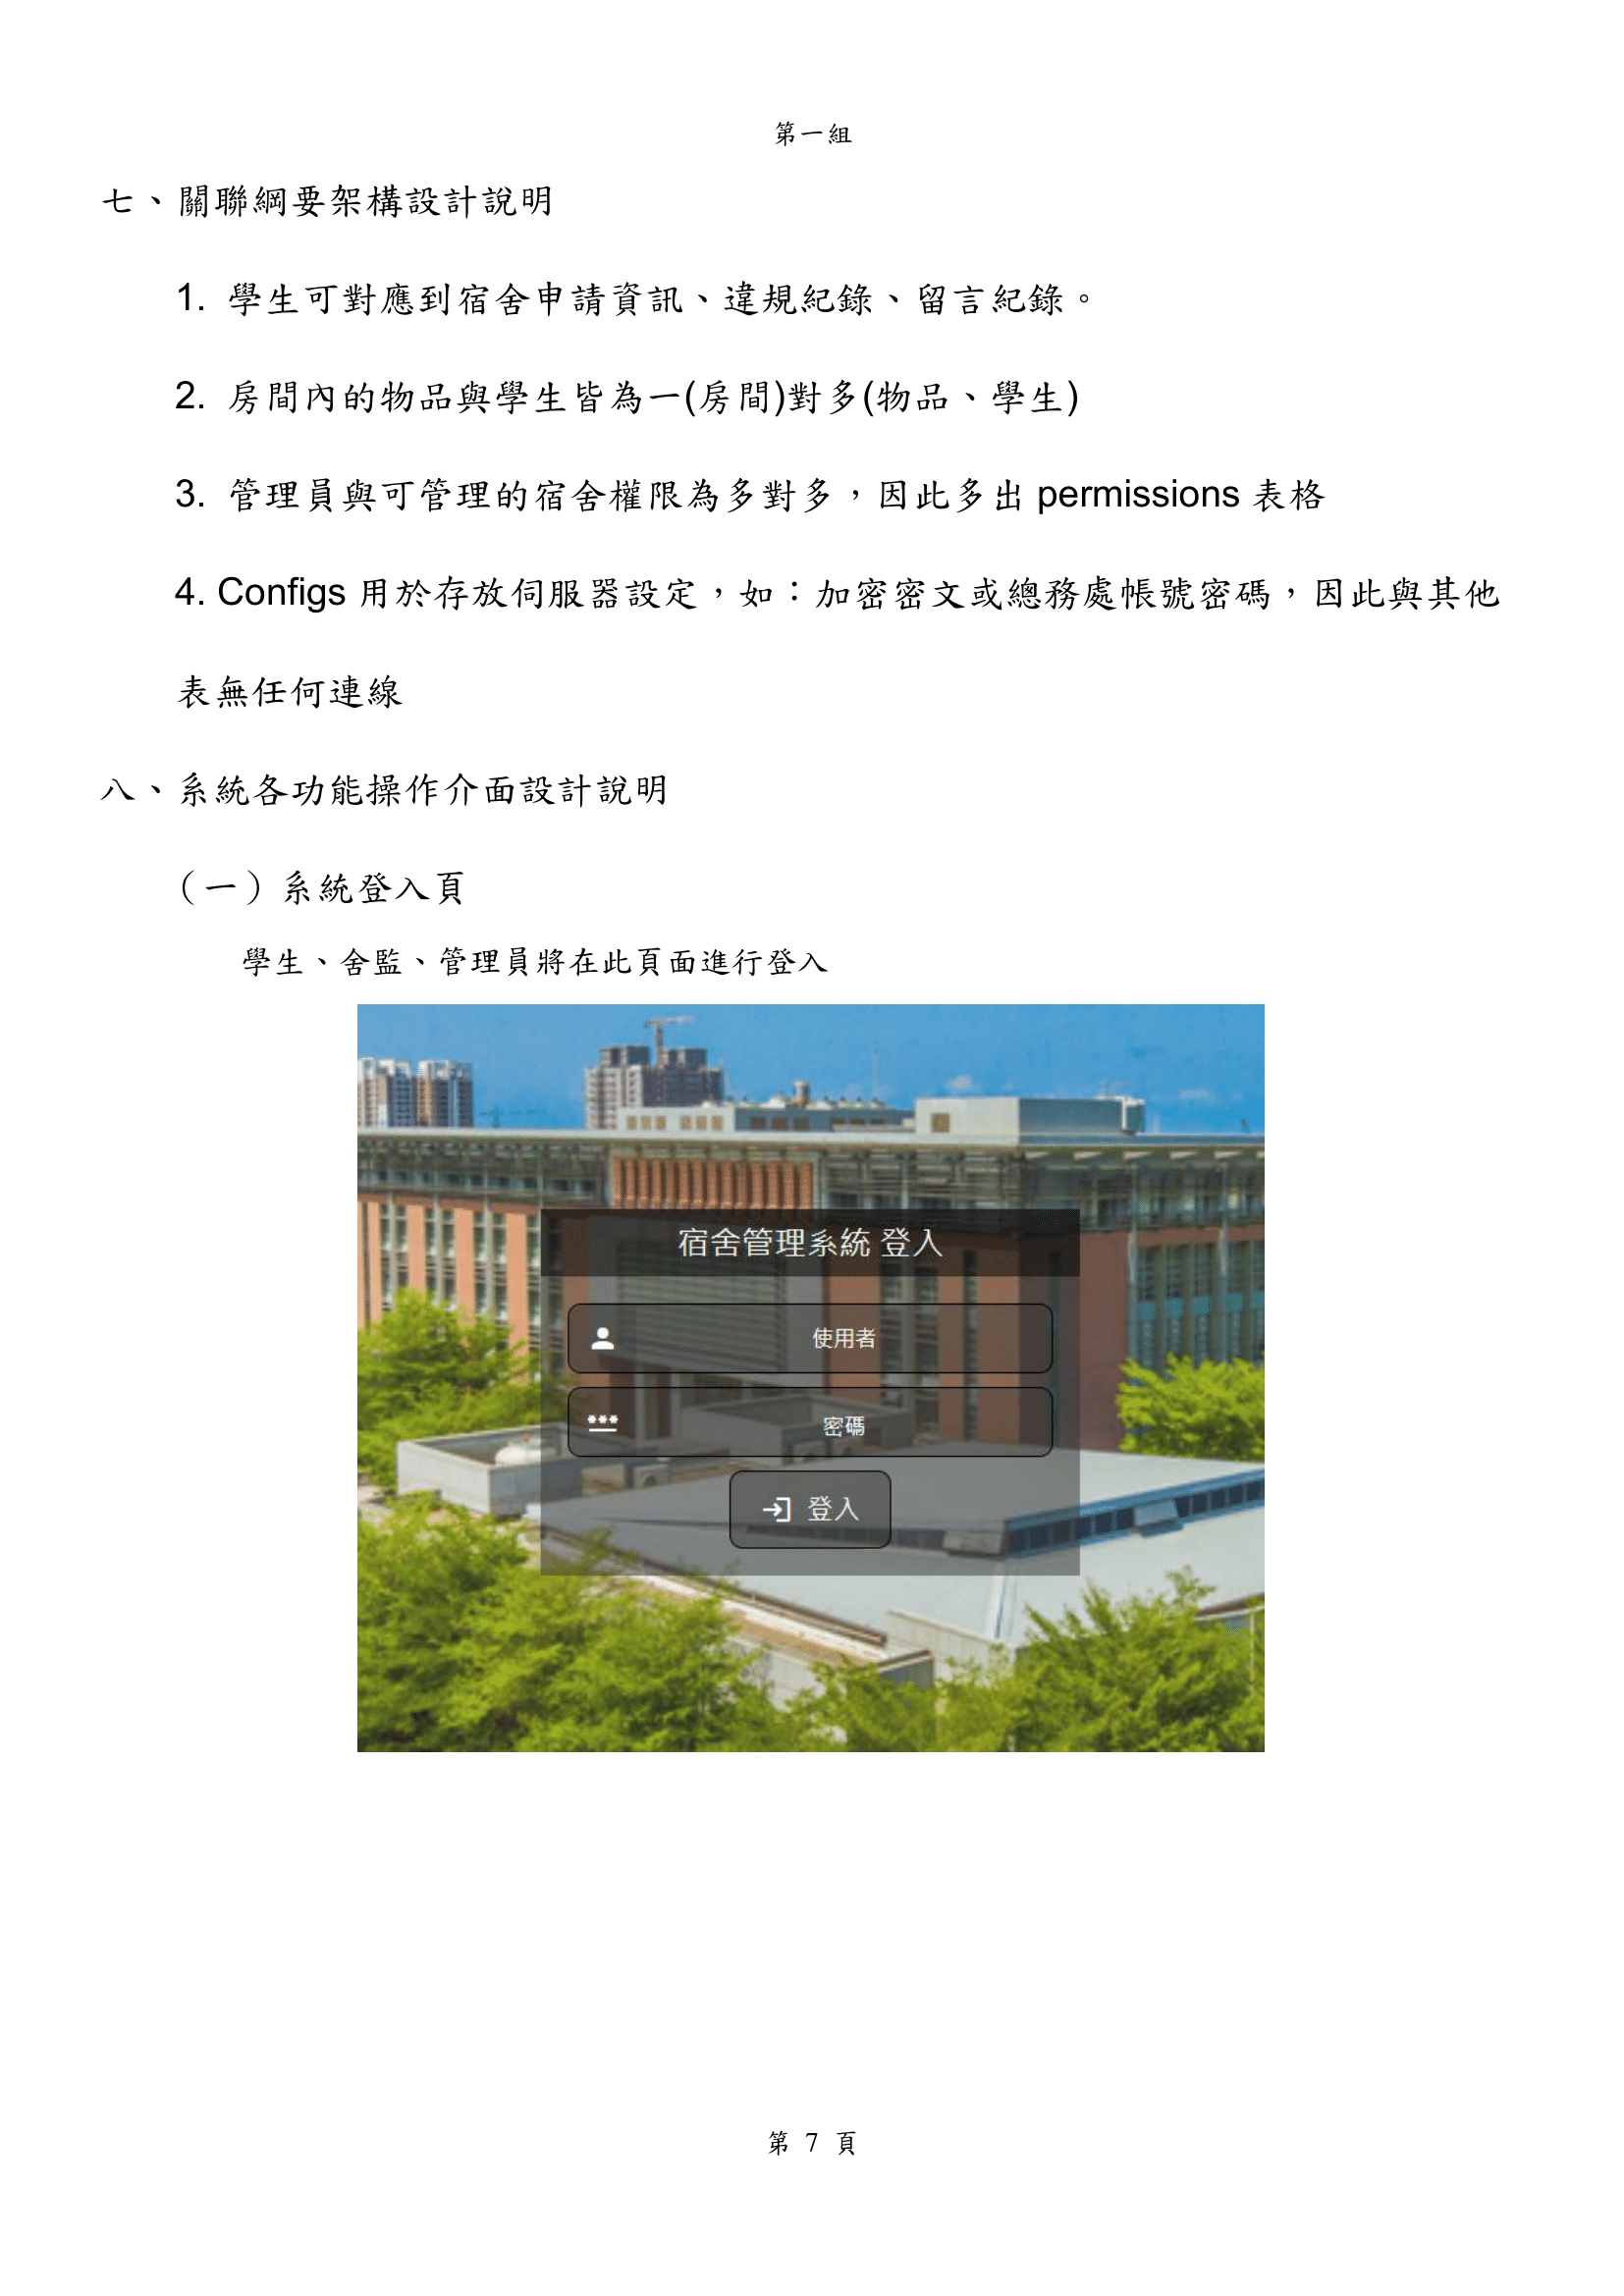 第一組
七、關聯綱要架構設計說明
1. 學生可對應到宿舍申請資訊、違規紀錄、留言紀錄。
2. 房間內的物品與學生皆為一(房間)對多(物品、學生)
3. 管理員與可管理的宿舍權限為多對多，因此多出 permissions 表格
4. Configs 用於存放伺服器設定，如：加密密文或總務處帳號密碼，因此與其他
表無任何連線
八、系統各功能操作介面設計說明
（一）系統登入頁
學生、舍監、管理員將在此頁面進行登入
宿舍管理系統 登入
使用者
密碼
登入
第 7 頁